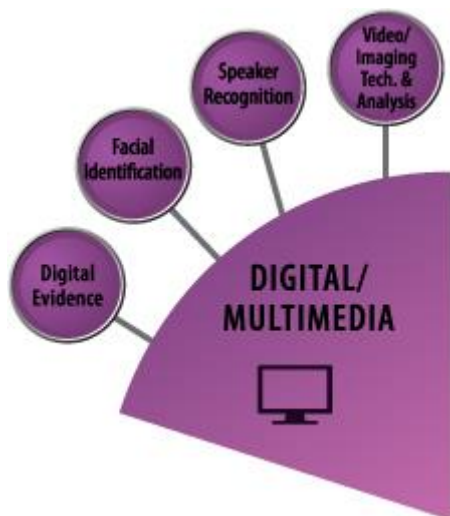 Video/
Imaging
Tech. &
Analysis
Speaker
Recognition
Facial
Identification
Digital
Evidence
DIGITAL/
MULTIMEDIA